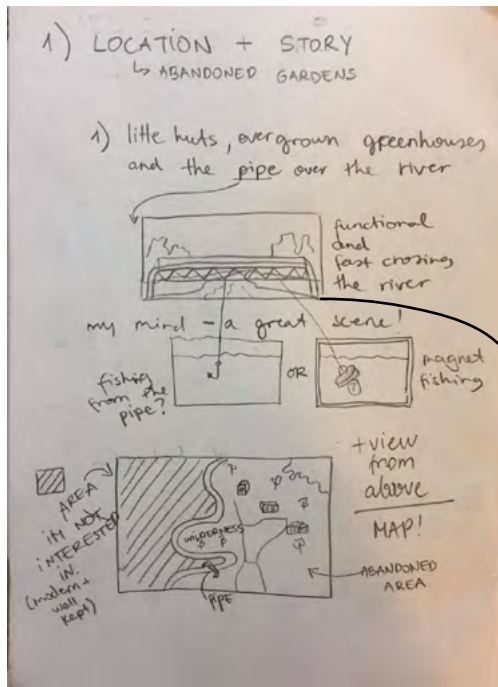 1) LOCATION + STORY
↳ ABANDONED GARDENS
1) little huts, overgrown greenhouses
and the pipe over the river
functional
and
fast crosing
the river
my mind - a great scene!
fishing
from the
pipe?
OR
magnet
fishing
AREA
IM NOT
INTERESTED
IN.
(modern +
well
kept)
WILDERNESS
PIPE
+ view
from
above
MAP!
ABANDONED
AREA